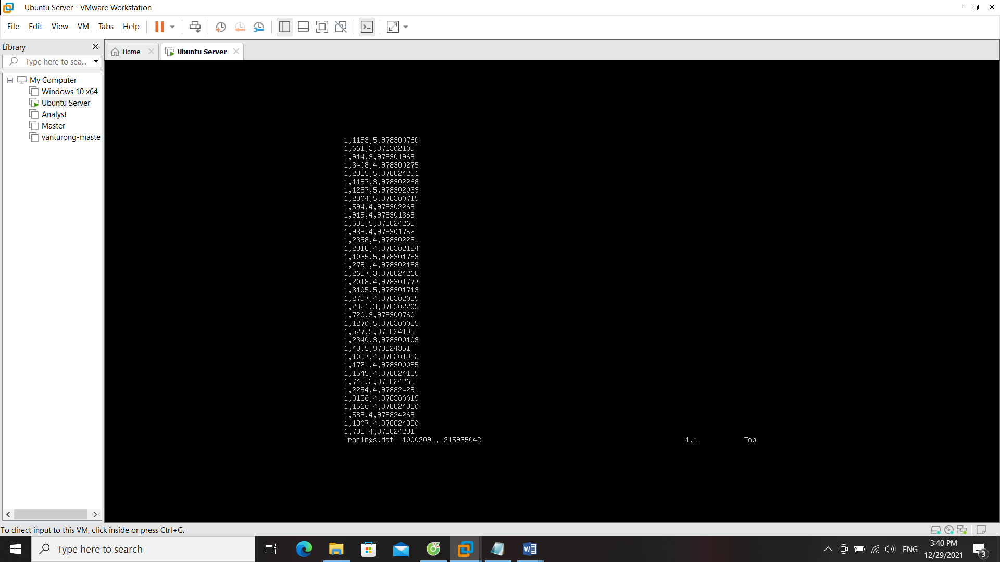 Ubuntu Server - VMware Workstation
File Edit View VM Tabs Help
Library
Type here to sea...
My Computer
Windows 10 x64
Ubuntu Server
Analyst
Master
vanturong-maste
Home
Ubuntu Server
1,1193,5,978300760
1,661,3,978302109
1,914,3,978301968
1,3408,4,978300275
1,2355,5,978824291
1,1197,3,978302268
1,1287,5,978302039
1,2804,5,978300719
1,594,4,978302268
1,919,4,978301368
1,595,5,978824268
1,938,4,978301752
1,2398,4,978302281
1,2918,4,978302124
1,1035,5,978301753
1,2791,4,978302188
1,2687,3,978824268
1,2018,4,978301777
1,3105,5,978301713
1,2797,4,978302039
1,2321,3,978302205
1,720,3,978300760
1,1270,5,978300055
1,527,5,978824195
1,2340,3,978300103
1,48,5,978824351
1,1097,4,978301953
1,1721,4,978300055
1,1545,4,978824139
1,745,3,978824268
1,2294,4,978824291
1,3186,4,978300019
1,1566,4,978824330
1,588,4,978824268
1,1907,4,978824330
1,783,4,978824291
"ratings.dat" 1000209L, 21593504C 1,1 Top
To direct input to this VM, click inside or press Ctrl+G.
Type here to search
ENG
3:40 PM
12/29/2021
3